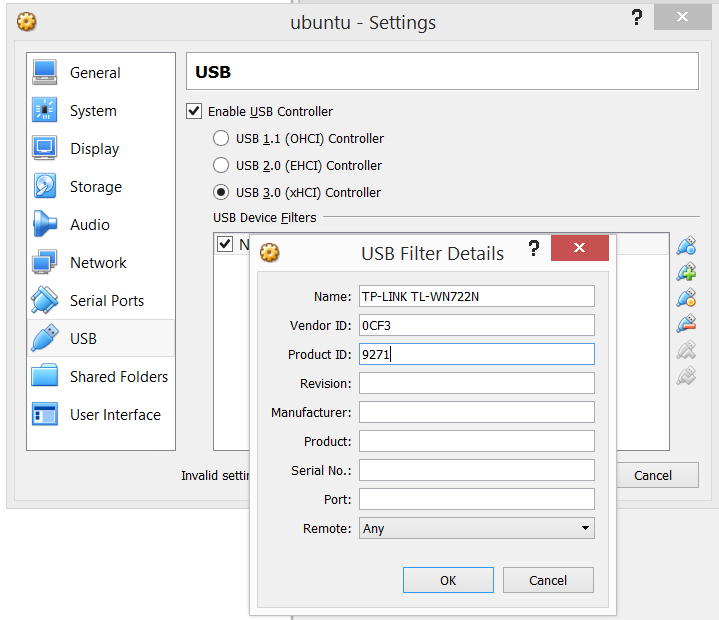 ubuntu - Settings
?
General
System
Display
Storage
Audio
Network
Serial Ports
USB
Shared Folders
User Interface
USB
Enable USB Controller
USB 1.1 (OHCI) Controller
USB 2.0 (EHCI) Controller
USB 3.0 (xHCI) Controller
USB Device Filters
N
Invalid settin
Cancel
USB Filter Details
?
Name: TP-LINK TL-WN722N
Vendor ID: 0CF3
Product ID: 9271
Revision:
Manufacturer:
Product:
Serial No.:
Port:
Remote: Any
OK Cancel